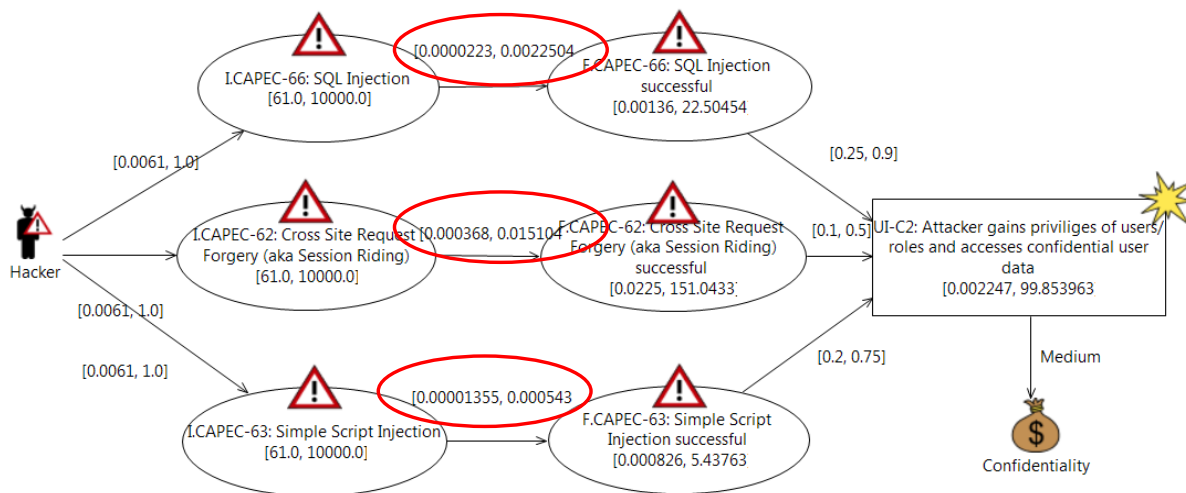 [0.0000223, 0.0022504
I.CAPEC-66: SQL Injection
[61.0, 10000.0]
F.CAPEC-66: SQL Injection
successful
[0.00136, 22.50454]
[0.0061, 1.0]
[0.25, 0.9]
Hacker
I.CAPEC-62: Cross Site Request
Forgery (aka Session Riding)
[61.0, 10000.0]
[0.000368, 0.015104
F.CAPEC-62: Cross Site Request
Forgery (aka Session Riding)
successful
[0.0225, 151.0433]
[0.1, 0.5]
UI-C2: Attacker gains priviliges of users/
roles and accesses confidential user
data
[0.002247, 99.853963
[0.0061, 1.0]
[0.0061, 1.0]
[0.2, 0.75]
Medium
[0.00001355, 0.000543
I.CAPEC-63: Simple Script Injection
[61.0, 10000.0]
F.CAPEC-63: Simple Script
Injection successful
[0.000826, 5.43763]
$
Confidentiality